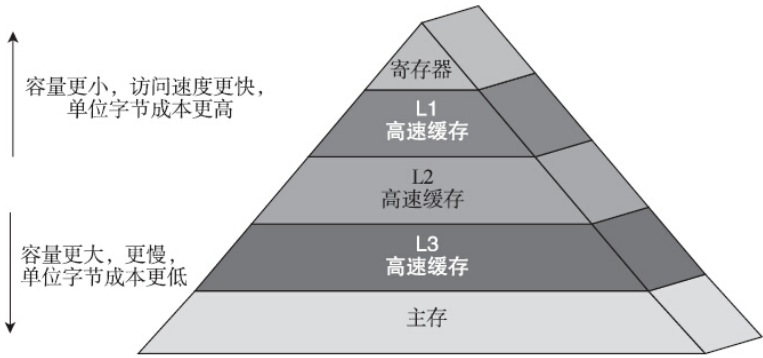 寄存器
容量更小，访问速度更快，
单位字节成本更高
L1
高速缓存
L2
高速缓存
L3
高速缓存
容量更大，更慢，
单位字节成本更低
主存